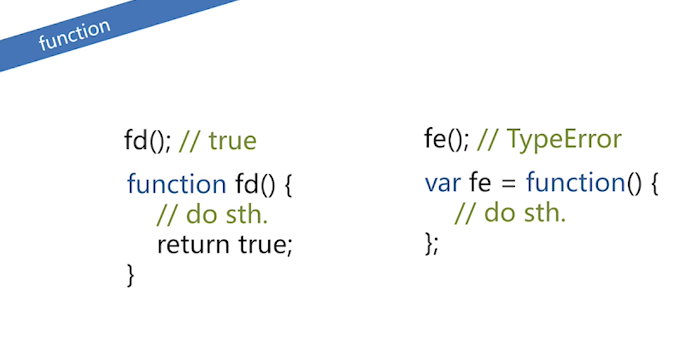 function
fd(); // true
function fd() {
// do sth.
return true;
}
fe(); // TypeError
var fe = function() {
// do sth.
};